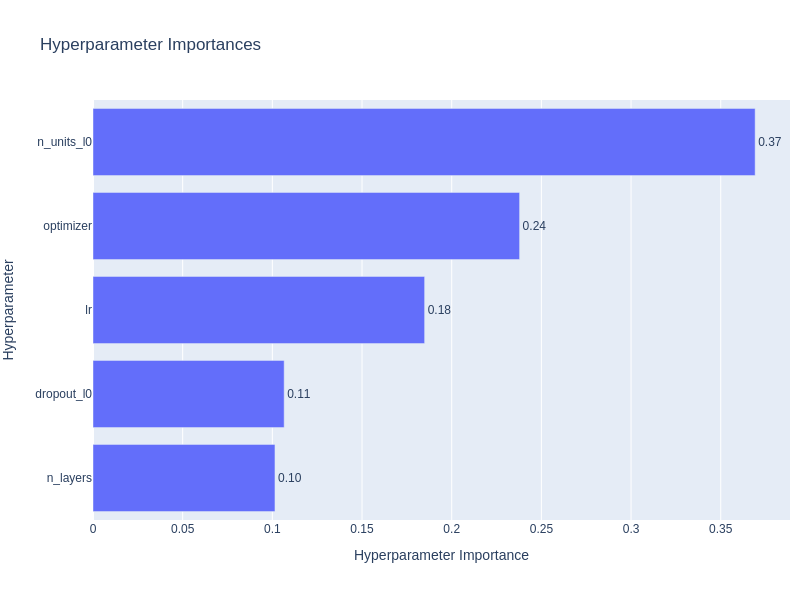 Hyperparameter Importances
n_units_l0
0.37
optimizer
0.24
lr
0.18
dropout_l0
0.11
n_layers
0.10
Hyperparameter
0
0.05
0.1
0.15
0.2
0.25
0.3
0.35
Hyperparameter Importance